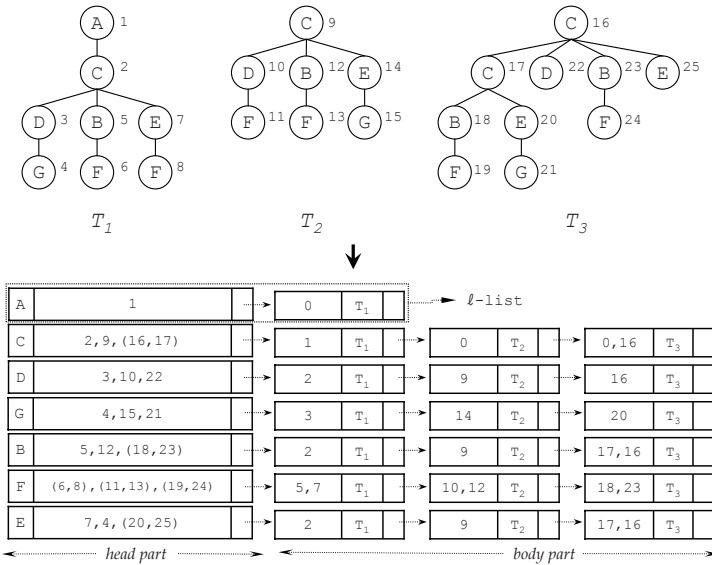 A 1 C 9 C 16
C 2 D 10 B 12 E 14 C 17 D 22 B 23 E 25
D 3 B 5 E 7 F 11 F 13 G 15 B 18 E 20 F 24
G 4 F 6 F 8 F 19 G 21
T1 T2 T3
A 1 0 T1 ℓ-list
C 2,9,(16,17) 1 T1 0 T2 0,16 T3
D 3,10,22 2 T1 9 T2 16 T3
G 4,15,21 3 T1 14 T2 20 T3
B 5,12,(18,23) 2 T1 9 T2 17,16 T3
F (6,8),(11,13),(19,24) 5,7 T1 10,12 T2 18,23 T3
E 7,4,(20,25) 2 T1 9 T2 17,16 T3
head part body part